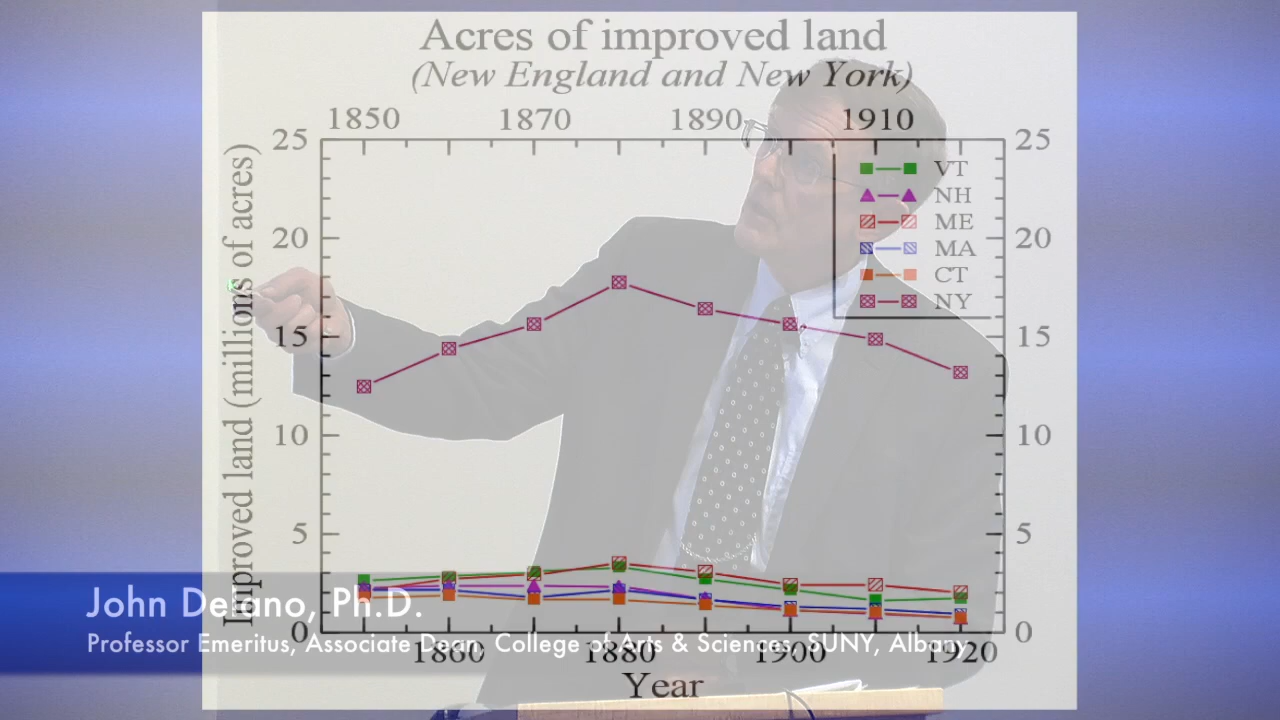 Acres of improved land
(New England and New York)
1850 1870 1890 1910
25 25
VT
NH
ME
20 20
MA
CT
NY
15 15
10 10
5 5
0 0
Improved land (millions of acres)
John Delano, Ph.D.
Professor Emeritus, Associate Dean, College of Arts & Sciences, SUNY, Albany
1860 1880 1900 1920
Year